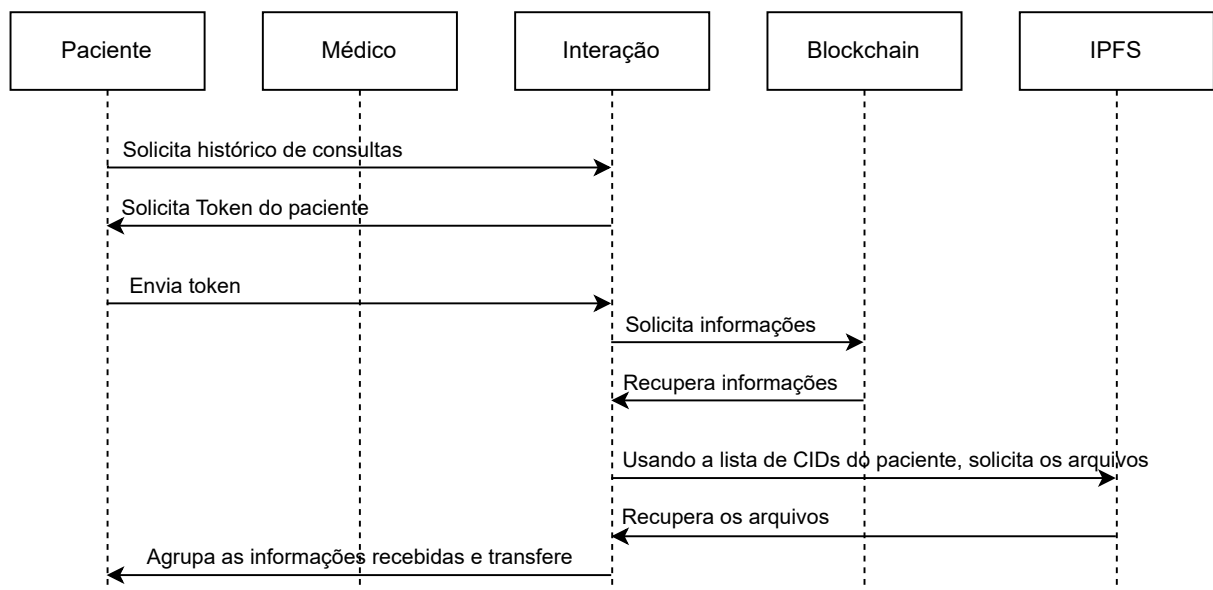 Paciente
Médico
Interação
Blockchain
IPFS
Solicita histórico de consultas
Solicita Token do paciente
Envia token
Solicita informações
Recupera informações
Usando a lista de CIDs do paciente, solicita os arquivos
Recupera os arquivos
Agrupa as informações recebidas e transfere